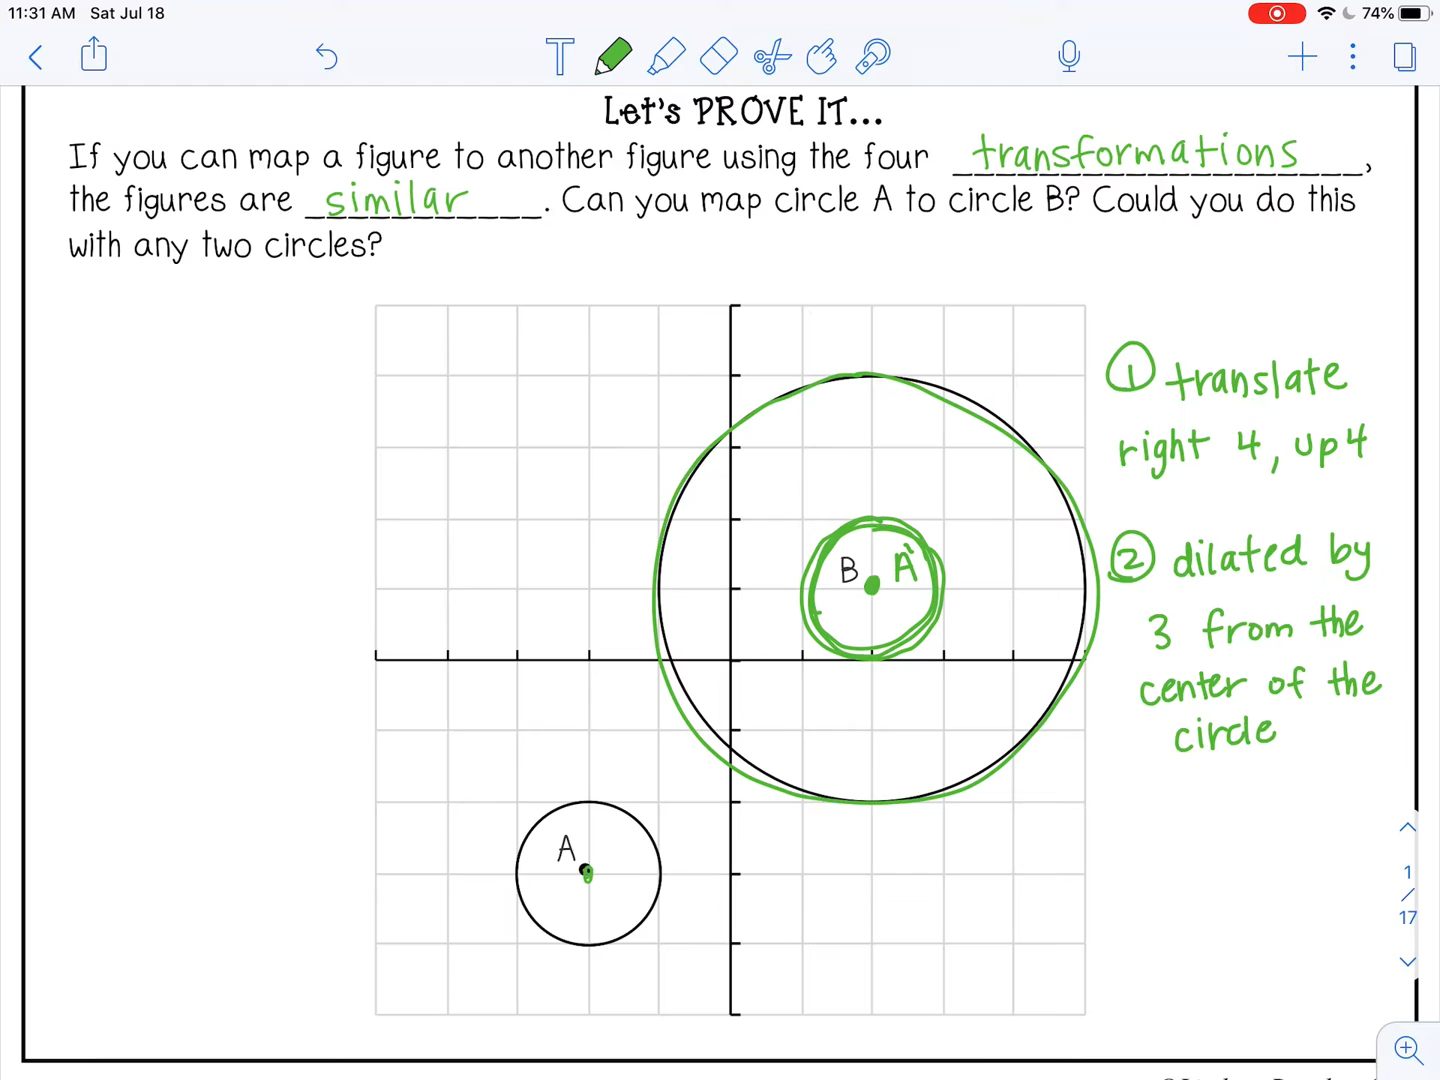 11:31 AM Sat Jul 18 74%
Let's PROVE IT...
If you can map a figure to another figure using the four transformations,
the figures are similar. Can you map circle A to circle B? Could you do this
with any two circles?
① translate
right 4, up 4
② dilated by
3 from the
center of the
circle
B A'
A
1
/
17